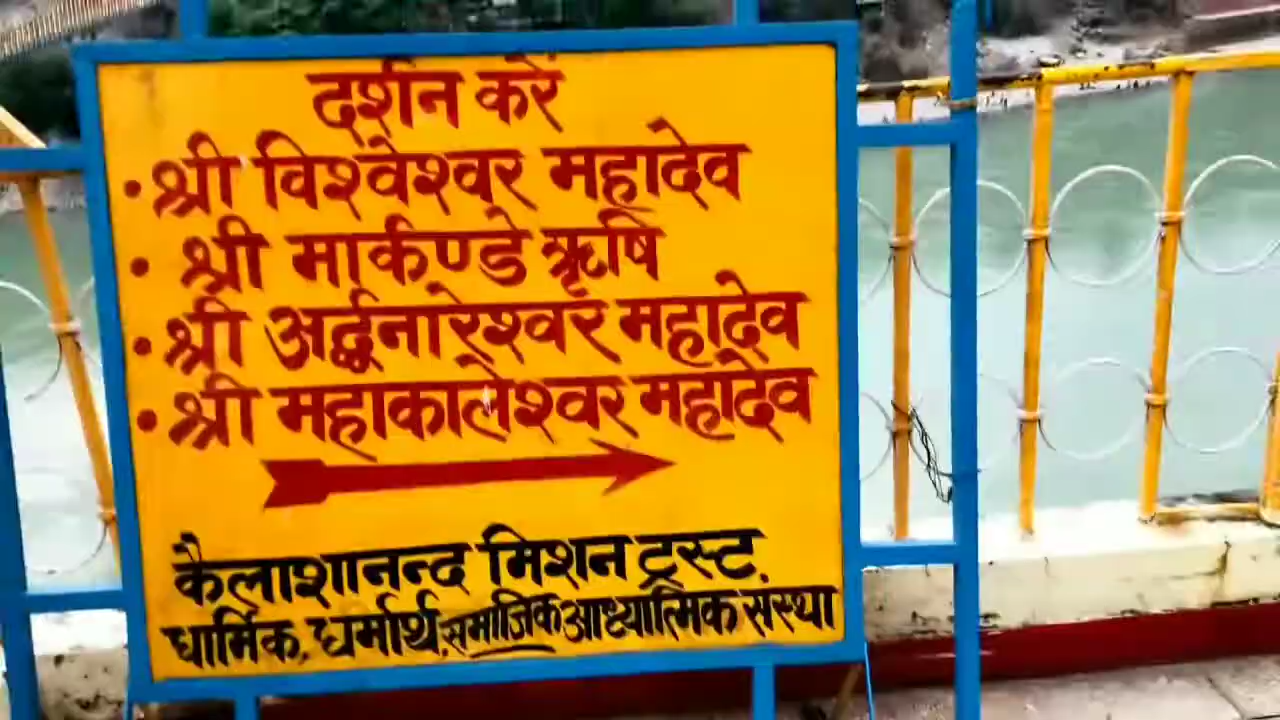 दर्शन करें
• श्री विश्वेश्वर महादेव
• श्री मार्कण्डे ऋषि
• श्री अर्द्धनारेश्वर महादेव
• श्री महाकालेश्वर महादेव
कैलाशानन्द मिशन ट्रस्ट,
धार्मिक, धर्मार्थ, समाजिक आध्यात्मिक संस्था